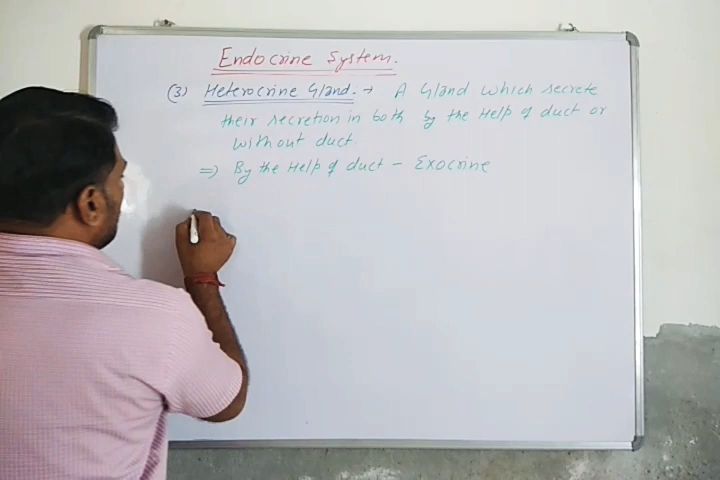 Endocrine System.
(3) Heterocrine Gland. → A Gland which secrete
their secretion in both by the Help of duct or
without duct.
⇒) By the Help of duct - Exocrine